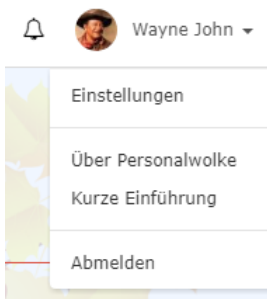 Wayne John
Einstellungen
Über Personalwolke
Kurze Einführung
Abmelden